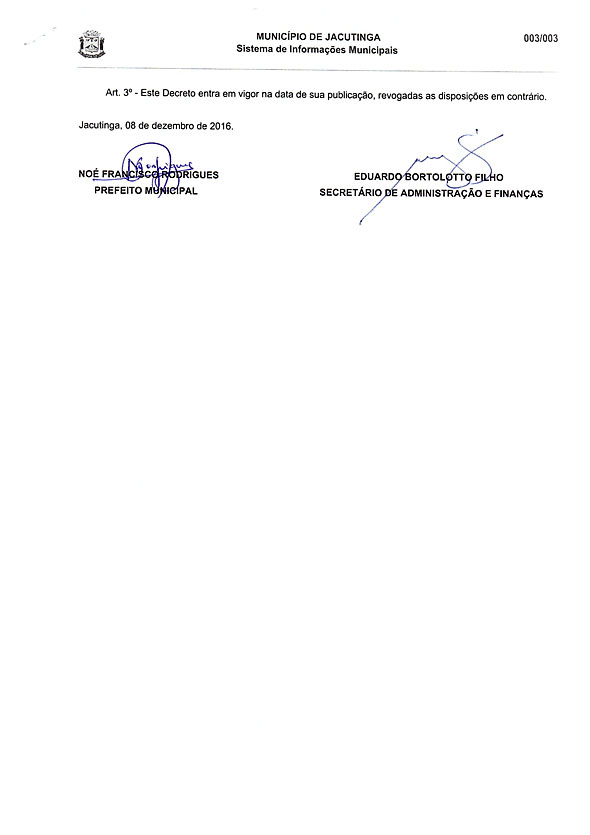 MUNICÍPIO DE JACUTINGA
003/003
Sistema de Informações Municipais
Art. 3º - Este Decreto entra em vigor na data de sua publicação, revogadas as disposições em contrário.
Jacutinga, 08 de dezembro de 2016.
NOÉ FRANCISCO RODRIGUES
PREFEITO MUNICIPAL
EDUARDO BORTOLOTTO FILHO
SECRETÁRIO DE ADMINISTRAÇÃO E FINANÇAS